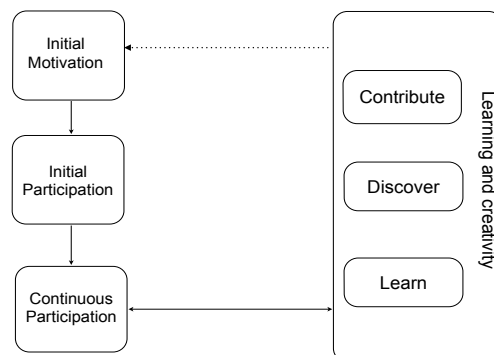 Initial
Motivation
Initial
Participation
Continuous
Participation
Contribute
Discover
Learn
Learning and creativity